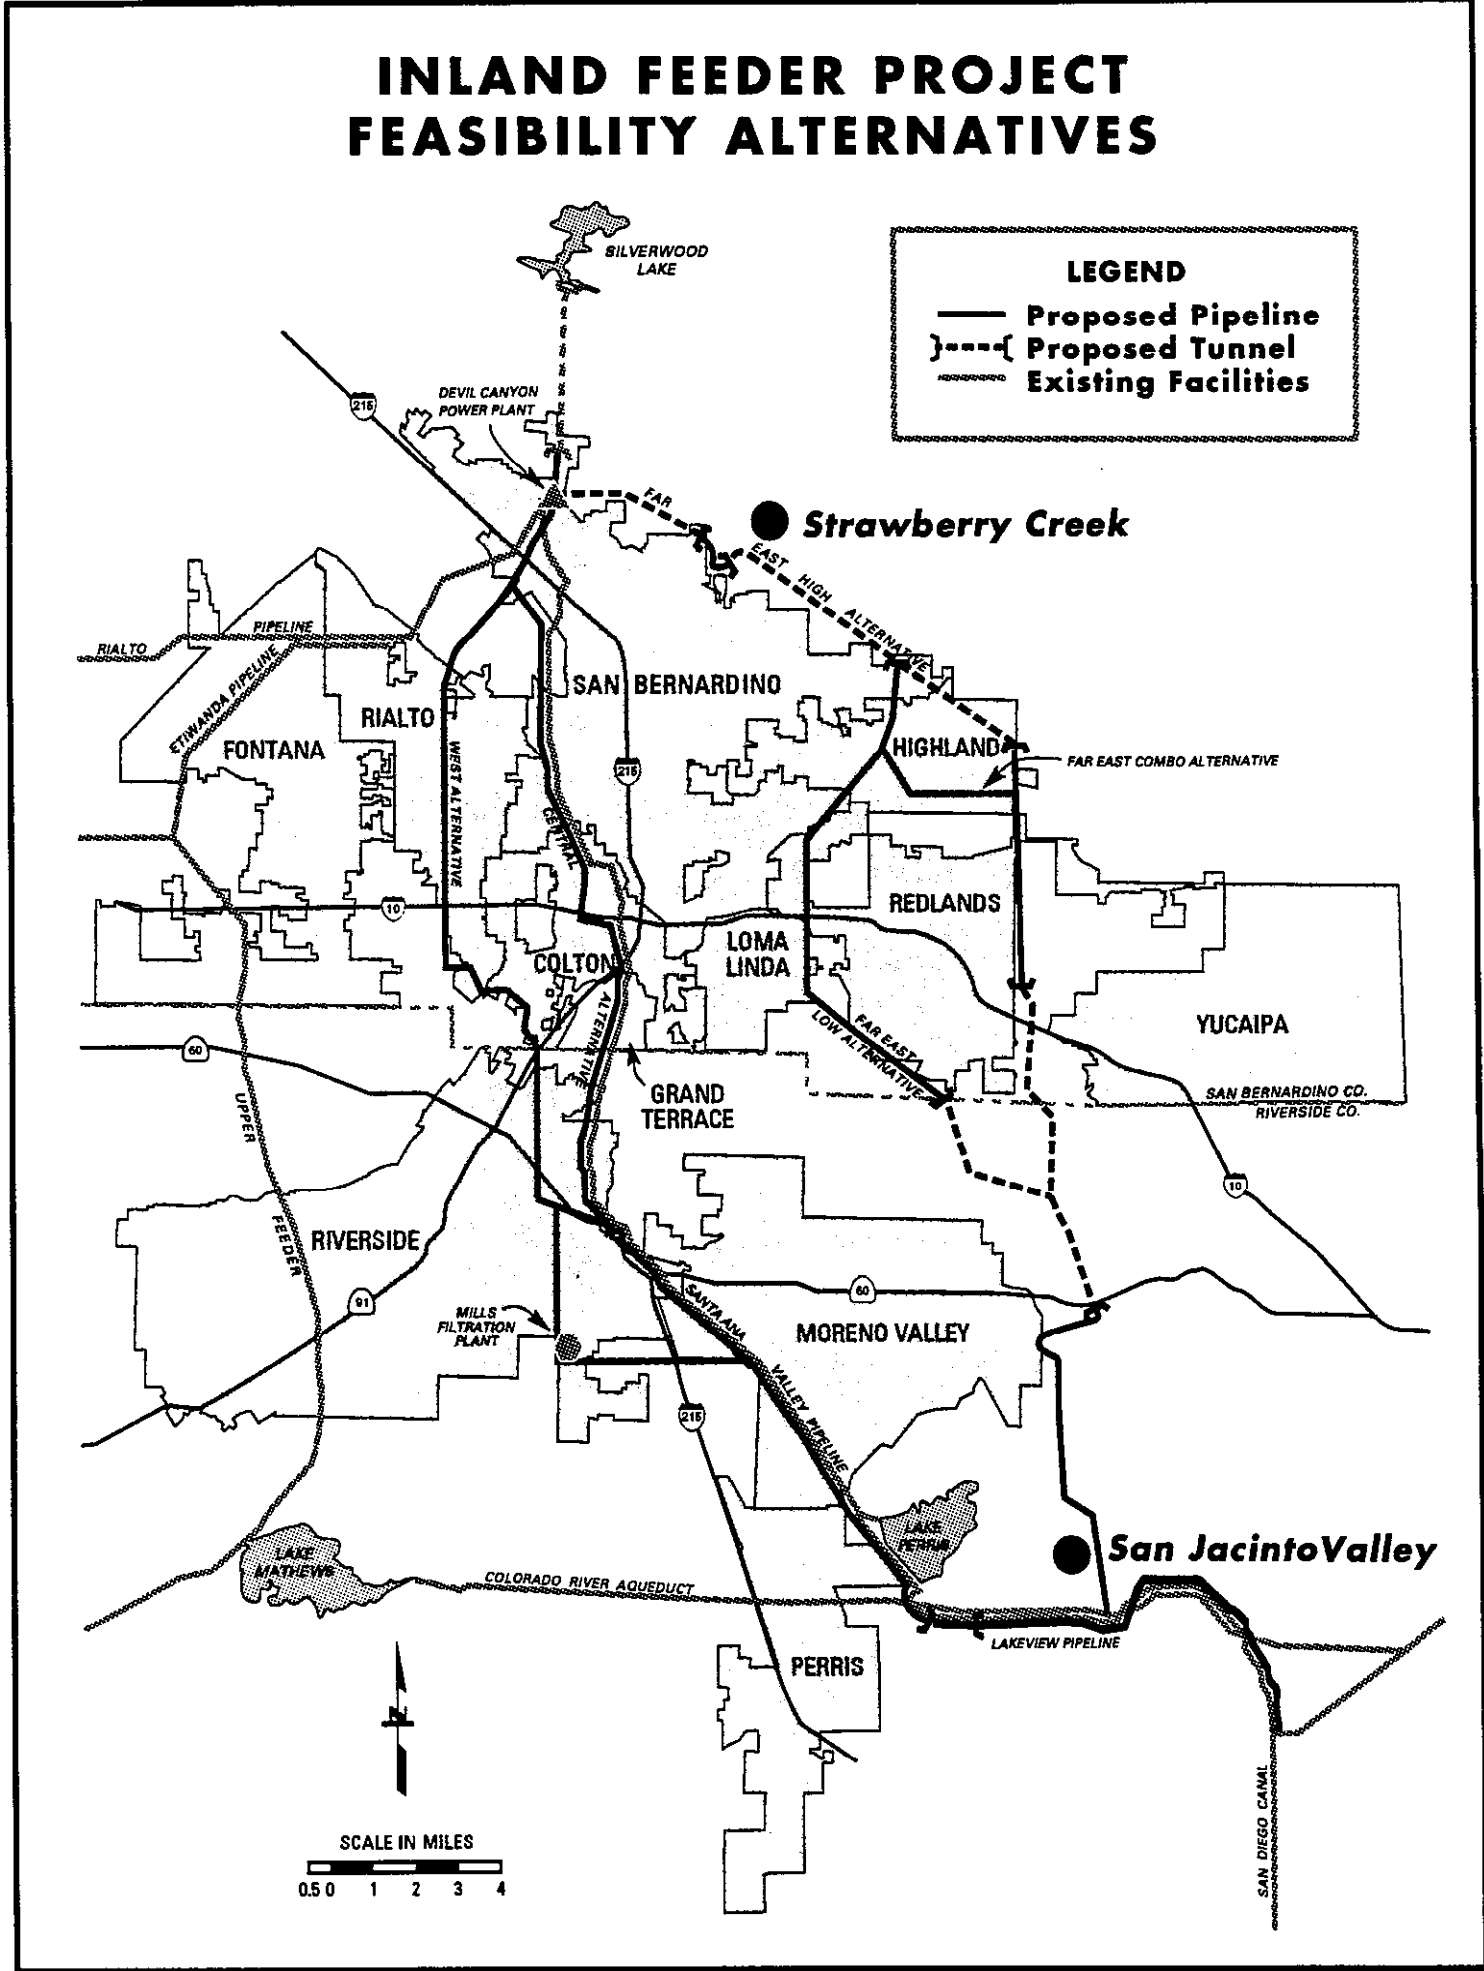 INLAND FEEDER PROJECT
FEASIBILITY ALTERNATIVES
SILVERWOOD
LAKE
LEGEND
Proposed Pipeline
Proposed Tunnel
Existing Facilities
215
DEVIL CANYON
POWER PLANT
FAR
Strawberry Creek
EAST HIGH ALTERNATIVE
PIPELINE
RIALTO
ETIWANDA PIPELINE
SAN BERNARDINO
RIALTO
FONTANA
HIGHLAND
FAR EAST COMBO ALTERNATIVE
215
WEST ALTERNATIVE
CENTRAL
10
REDLANDS
LOMA
LINDA
COLTON
ALTERNATIVE
FAR EAST
LOW ALTERNATIVE
YUCAIPA
60
GRAND
TERRACE
SAN BERNARDINO CO.
RIVERSIDE CO.
UPPER
FEEDER
10
RIVERSIDE
91
60
SANTA ANA
VALLEY PIPELINE
MILLS
FILTRATION
PLANT
MORENO VALLEY
215
LAKE
PERRIS
San Jacinto Valley
LAKE
MATHEWS
COLORADO RIVER AQUEDUCT
LAKEVIEW PIPELINE
PERRIS
N
SAN DIEGO CANAL
SCALE IN MILES
0.5 0 1 2 3 4